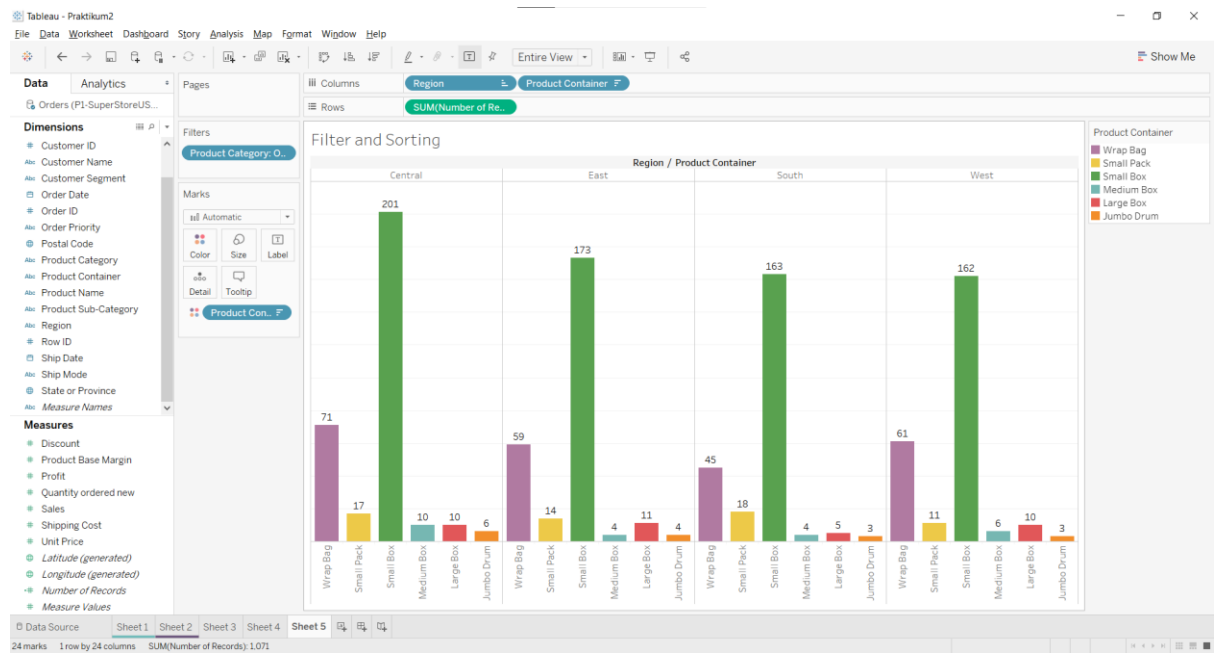 Tableau - Praktikum2
File Data Worksheet Dashboard Story Analysis Map Format Window Help
Entire View
Show Me
Data Analytics
Orders (P1-SuperStoreUS...
Dimensions
Customer ID
Abc Customer Name
Abc Customer Segment
Order Date
# Order ID
Abc Order Priority
Postal Code
Abc Product Category
Abc Product Container
Abc Product Name
Abc Product Sub-Category
Abc Region
# Row ID
Ship Date
Abc Ship Mode
State or Province
Abc Measure Names
Measures
# Discount
# Product Base Margin
# Profit
# Quantity ordered new
# Sales
# Shipping Cost
# Unit Price
Latitude (generated)
Longitude (generated)
Number of Records
# Measure Values
Pages
Filters
Product Category: O..
Marks
Automatic
Color Size Label
Detail Tooltip
Product Con..
Columns
Region Product Container
Rows
SUM(Number of Re..
Filter and Sorting
Region / Product Container
Central East South West
71 17 201 10 10 6
59 14 173 4 11 4
45 18 163 4 5 3
61 11 162 6 10 3
Wrap Bag Small Pack Small Box Medium Box Large Box Jumbo Drum
Wrap Bag Small Pack Small Box Medium Box Large Box Jumbo Drum
Wrap Bag Small Pack Small Box Medium Box Large Box Jumbo Drum
Wrap Bag Small Pack Small Box Medium Box Large Box Jumbo Drum
Product Container
Wrap Bag
Small Pack
Small Box
Medium Box
Large Box
Jumbo Drum
Data Source Sheet 1 Sheet 2 Sheet 3 Sheet 4 Sheet 5
24 marks 1 row by 24 columns SUM(Number of Records): 1,071